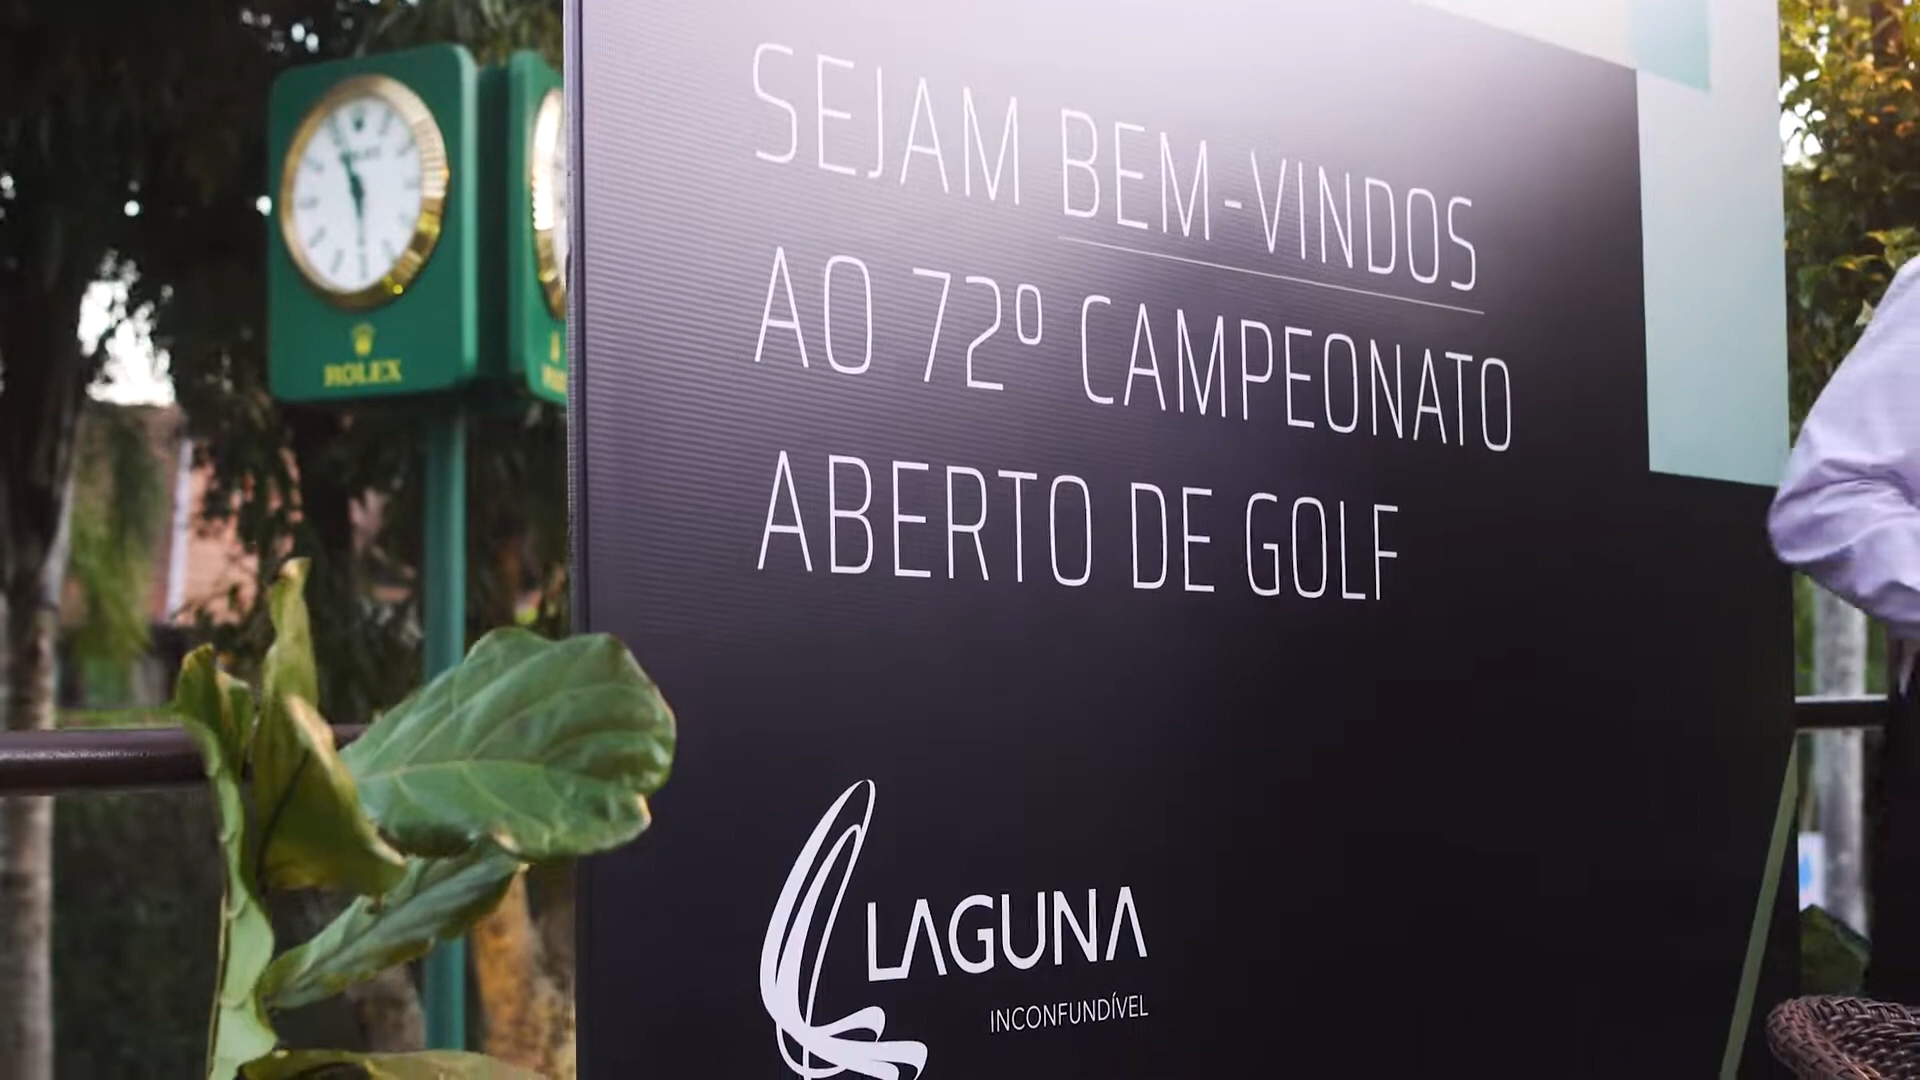 ROLEX
SEJAM BEM-VINDOS
AO 72º CAMPEONATO
ABERTO DE GOLF
LAGUNA
INCONFUNDÍVEL